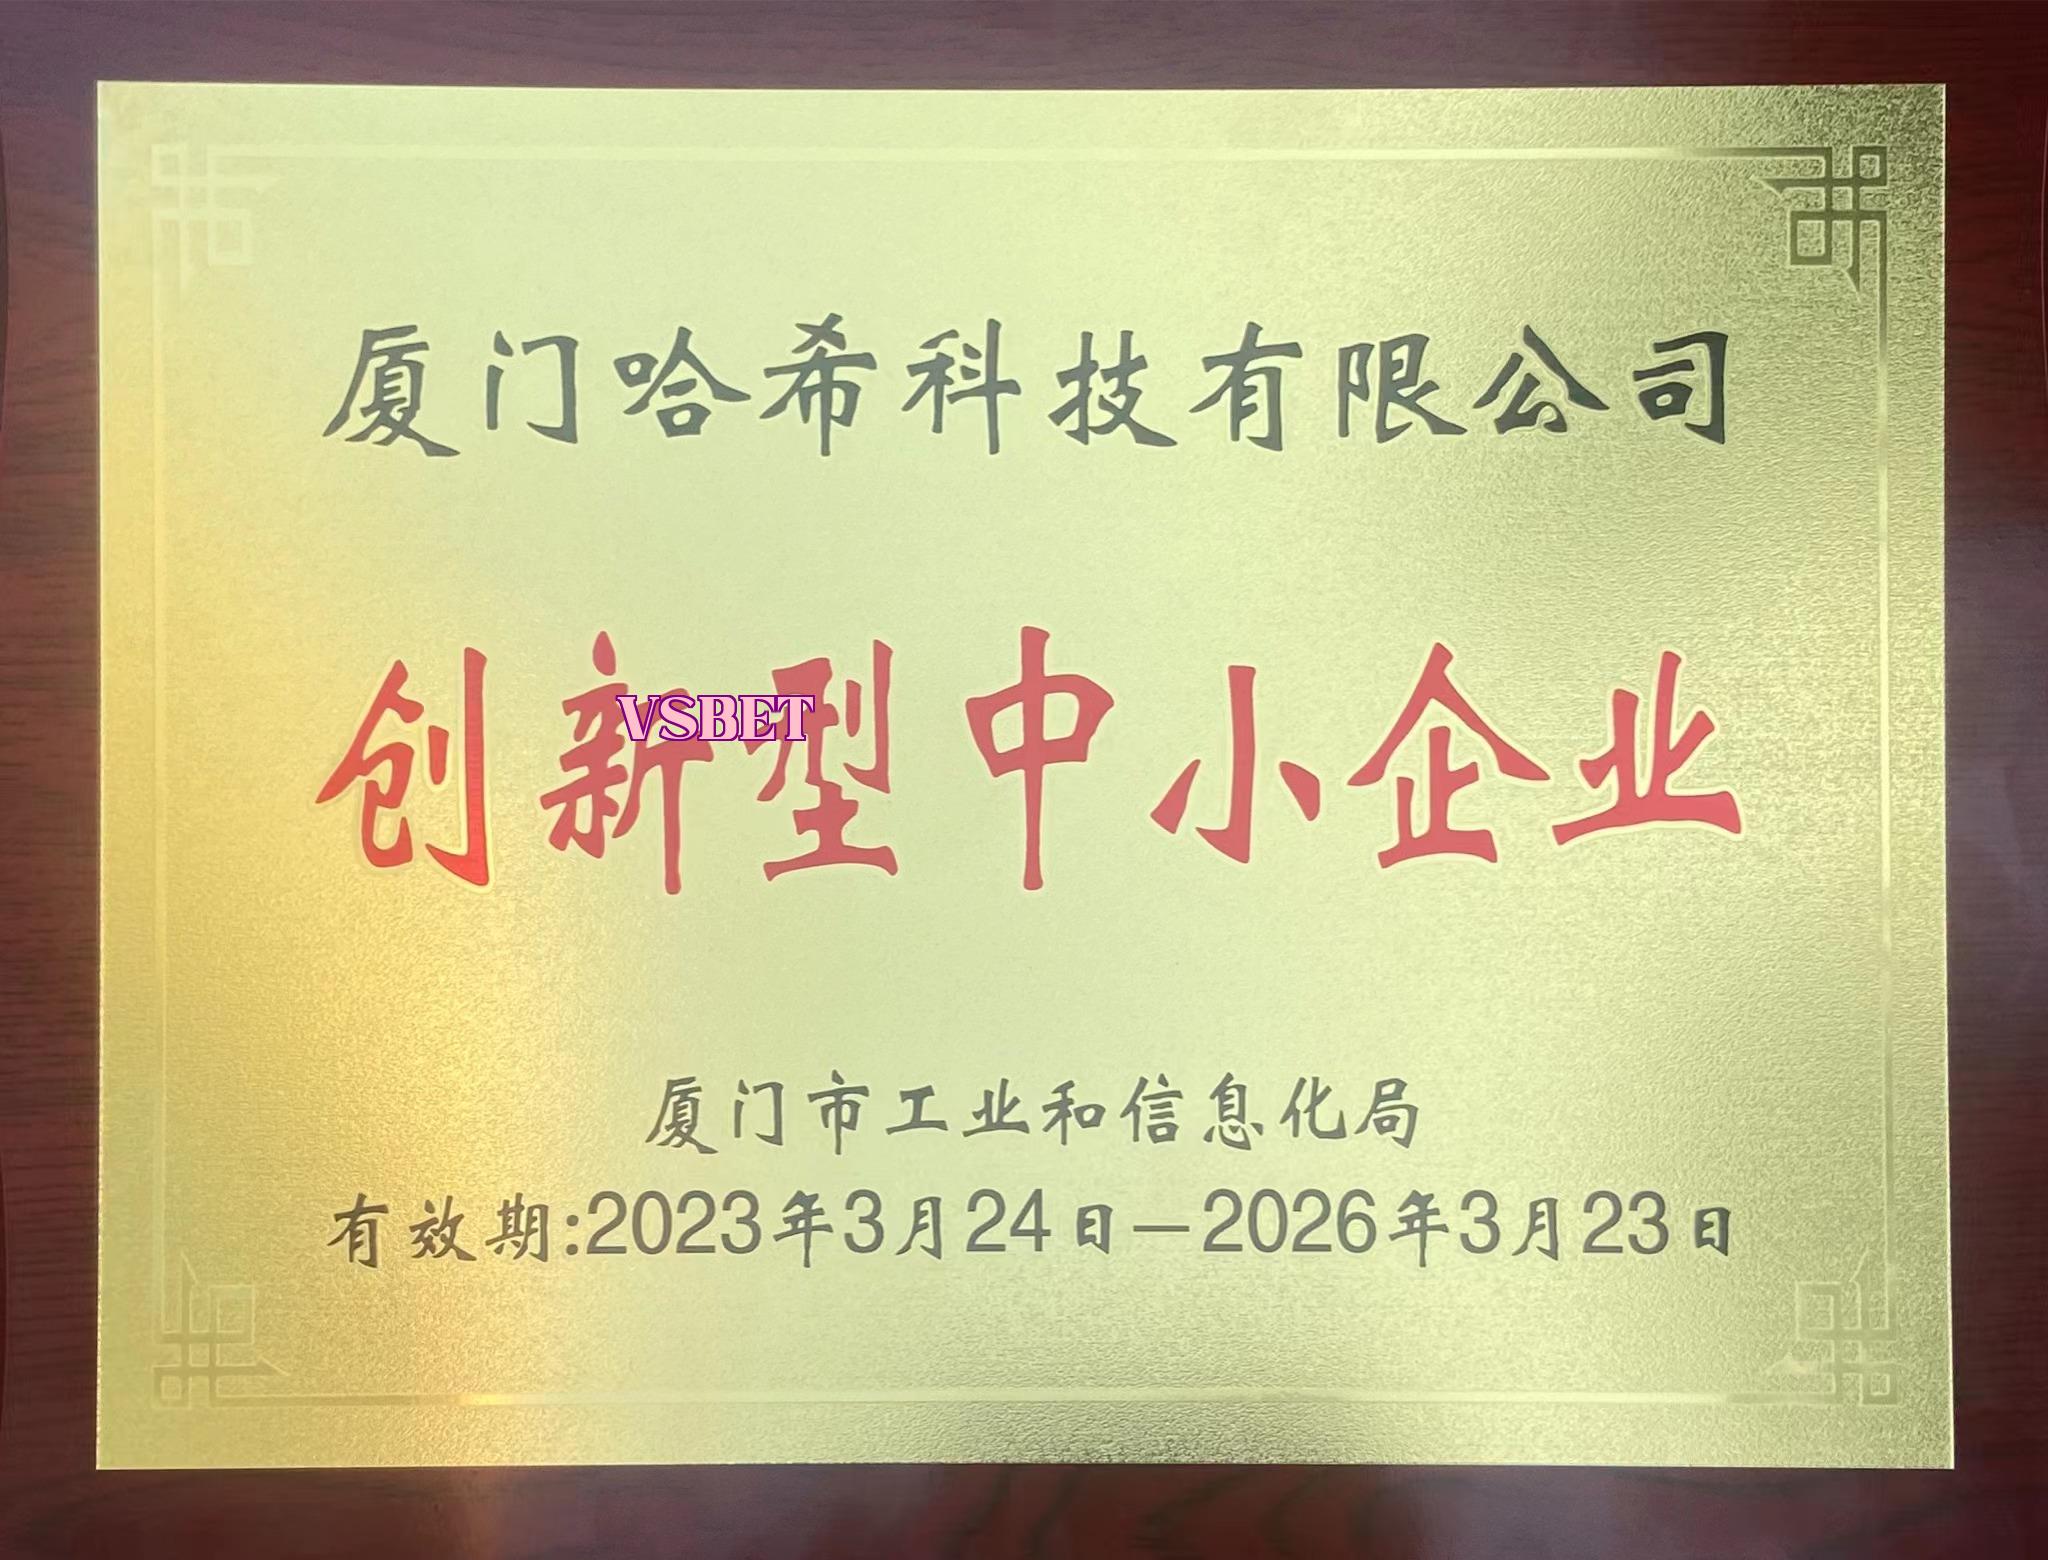 厦门哈希科技有限公司
创新型中小企业
VSBET
厦门市工业和信息化局
有效期:2023年3月24日—2026年3月23日